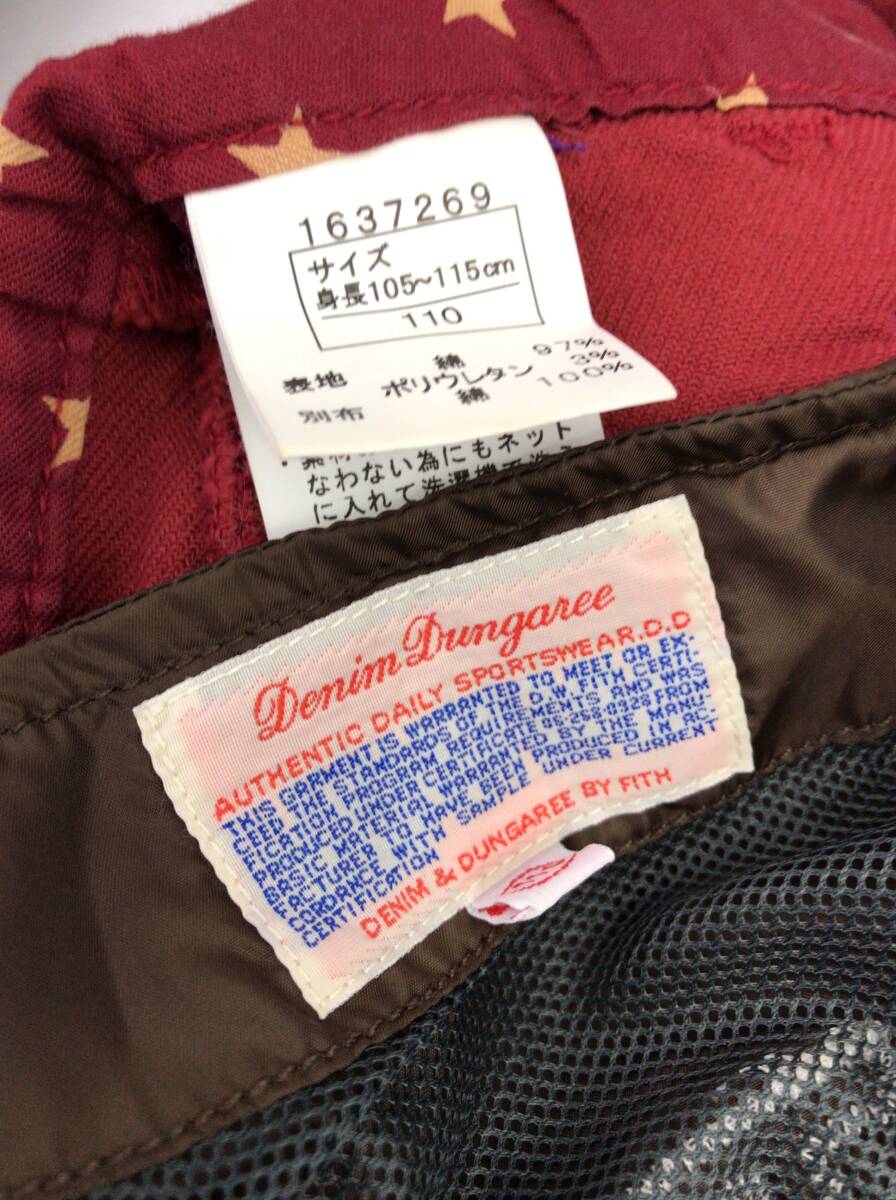 1637269
サイズ
身長105~115cm
110
表地 綿 97%
ポリウレタン 3%
別布 綿 100%
なわない為にもネット
に入れて洗濯機で洗
Denim Dungaree
AUTHENTIC DAILY SPORTSWEAR.D.D
THIS GARMENT IS WARRANTED TO MEET OR EX-
CEED THE STANDARDS OF THE D.W. FITH CERTI-
FICATION PROGRAM REQUIREMENTS AND WAS
PRODUCED UNDER CERTIFICATE FROM
BASIC MATERIAL WARRANTED BY THE MANU-
FACTURER TO HAVE BEEN PRODUCED IN AC-
CORDANCE WITH SAMPLE UNDER CURRENT
CERTIFICATION
DENIM & DUNGAREE BY FITH